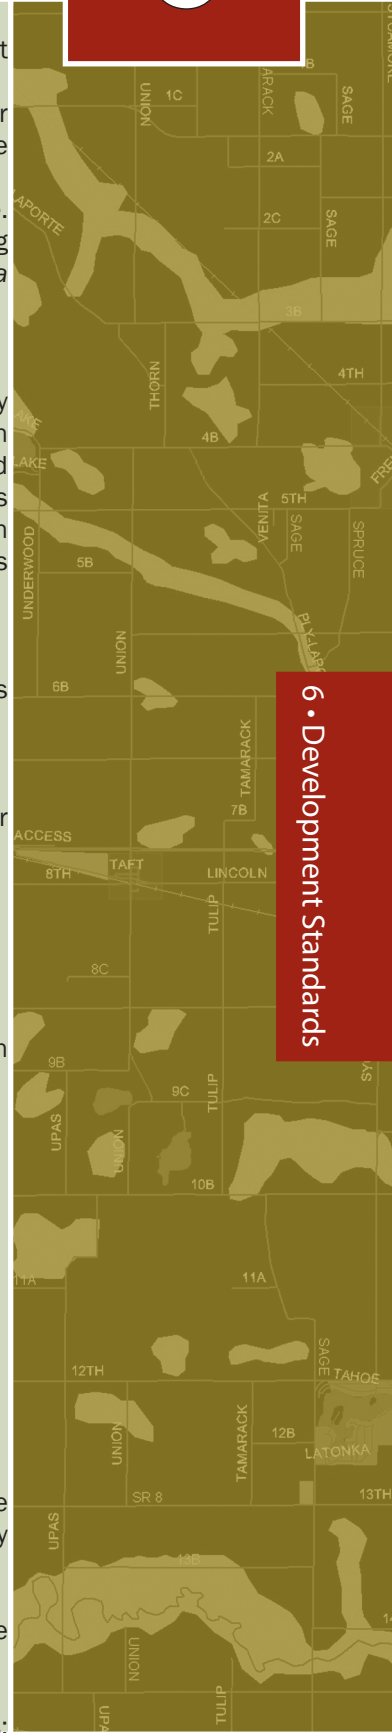 UNION
1C
SAGE
2A
LAPORTE
2C
SAGE
3B
THORN
4TH
4B
LAKE
5TH
VENITA
SAGE
SPRUCE
UNDERWOOD
5B
UNION
6B
6 • Development Standards
TAMARACK
7B
ACCESS
TAFT
8TH
LINCOLN
TULIP
8C
9B
9C
TULIP
UPAS
UNION
10B
11A
12TH
SAGE
TAHOE
UNION
TAMARACK
12B
LATONKA
SR 8
13TH
UPAS
13B
UNION
TULIP